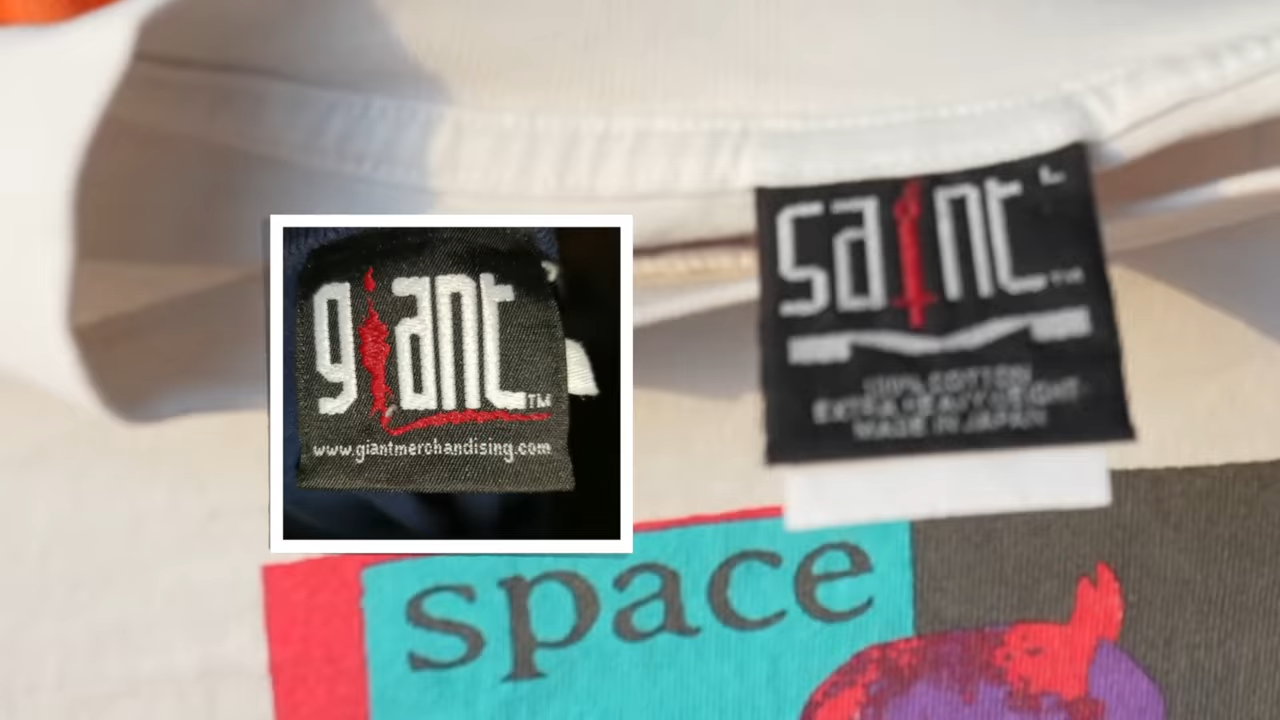 giant TM
www.giantmerchandising.com
saint TM
L
100% COTTON
EXTRA HEAVY WEIGHT
MADE IN JAPAN
space